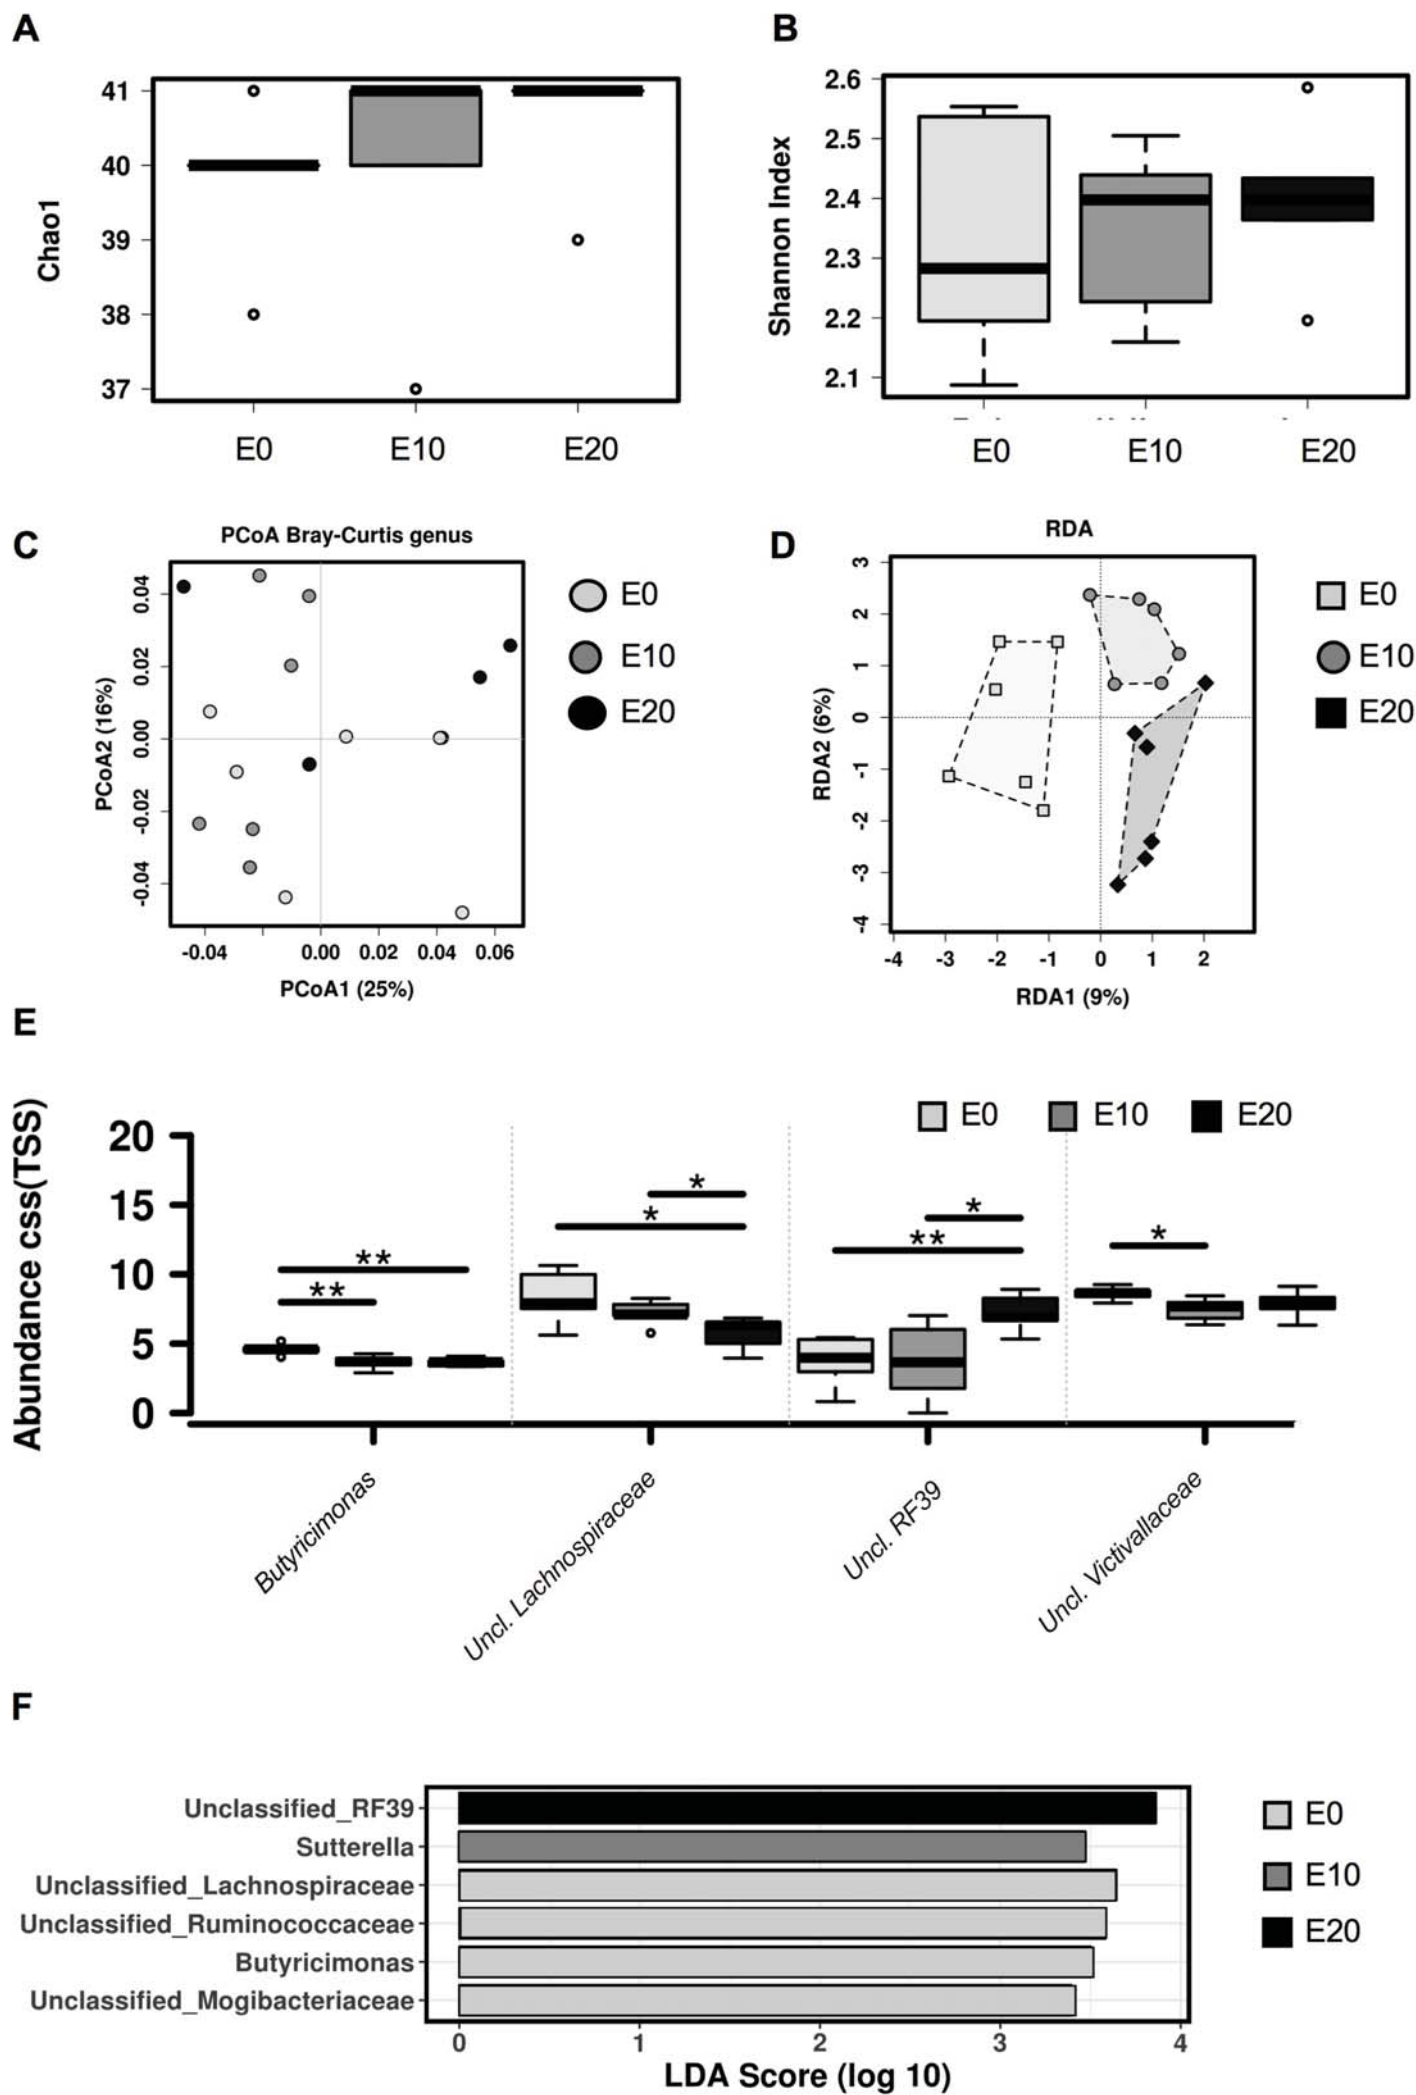 A
Chao1
41
40
39
38
37
E0 E10 E20
B
Shannon Index
2.6
2.5
2.4
2.3
2.2
2.1
E0 E10 E20
C
PCoA Bray-Curtis genus
PCoA2 (16%)
0.04
0.02
0.00
-0.02
-0.04
-0.04 0.00 0.02 0.04 0.06
PCoA1 (25%)
E0
E10
E20
D
RDA
RDA2 (6%)
3
2
1
0
-1
-2
-3
-4
-4 -3 -2 -1 0 1 2
RDA1 (9%)
E0
E10
E20
E
Abundance css(TSS)
E0 E10 E20
20
15
10
5
0
*
*
**
**
*
**
*
Butyricimonas
Uncl. Lachnospiraceae
Uncl. RF39
Uncl. Victivallaceae
F
Unclassified_RF39
Sutterella
Unclassified_Lachnospiraceae
Unclassified_Ruminococcaceae
Butyricimonas
Unclassified_Mogibacteriaceae
0 1 2 3 4
LDA Score (log 10)
E0
E10
E20